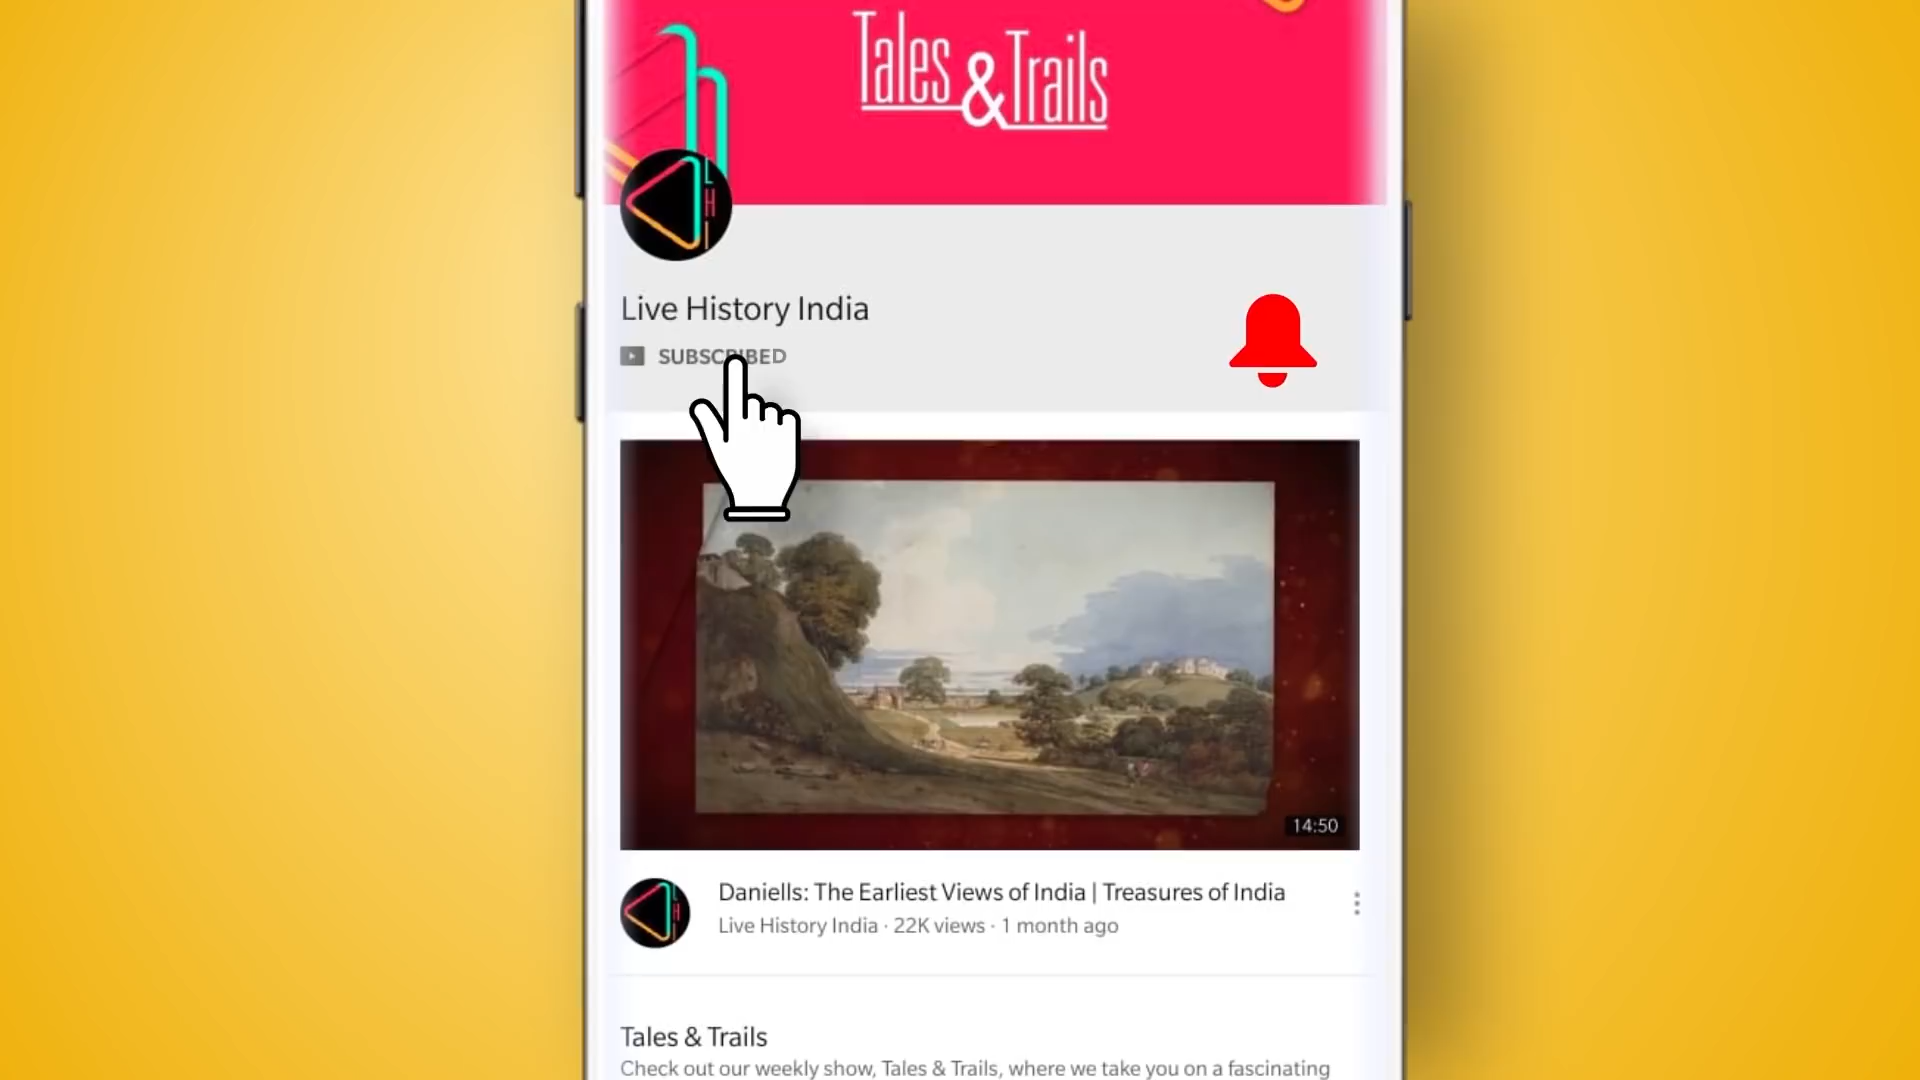 Tales & Trails
L
H
I
Live History India
SUBSCRIBED
14:50
Daniells: The Earliest Views of India | Treasures of India
Live History India · 22K views · 1 month ago
H
Tales & Trails
Check out our weekly show, Tales & Trails, where we take you on a fascinating